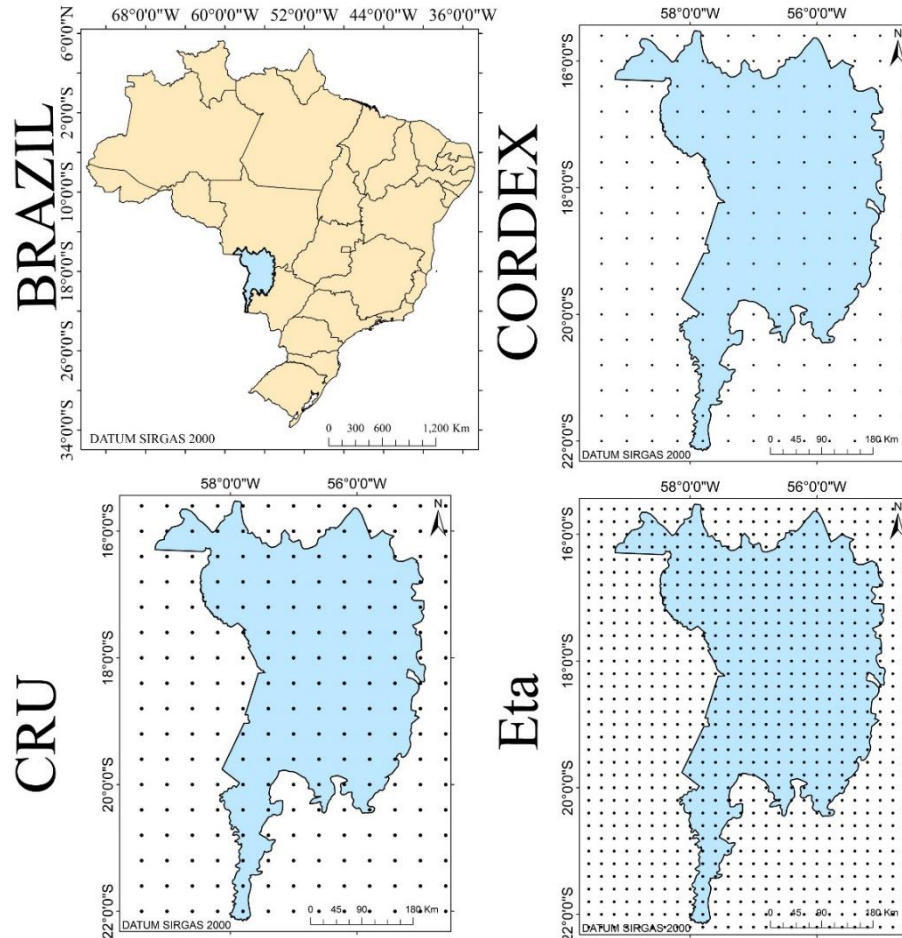 68°0'0"W 60°0'0"W 52°0'0"W 44°0'0"W 36°0'0"W
BRAZIL
6°0'0"N
2°0'0"S
10°0'0"S
18°0'0"S
26°0'0"S
34°0'0"S
DATUM SIRGAS 2000
0 300 600 1,200 Km
58°0'0"W 56°0'0"W
CORDEX
N
16°0'0"S
18°0'0"S
20°0'0"S
22°0'0"S
DATUM SIRGAS 2000
0 45 90 180 Km
58°0'0"W 56°0'0"W
CRU
N
16°0'0"S
18°0'0"S
20°0'0"S
22°0'0"S
DATUM SIRGAS 2000
0 45 90 180 Km
58°0'0"W 56°0'0"W
Eta
N
16°0'0"S
18°0'0"S
20°0'0"S
22°0'0"S
DATUM SIRGAS 2000
0 45 90 180 Km